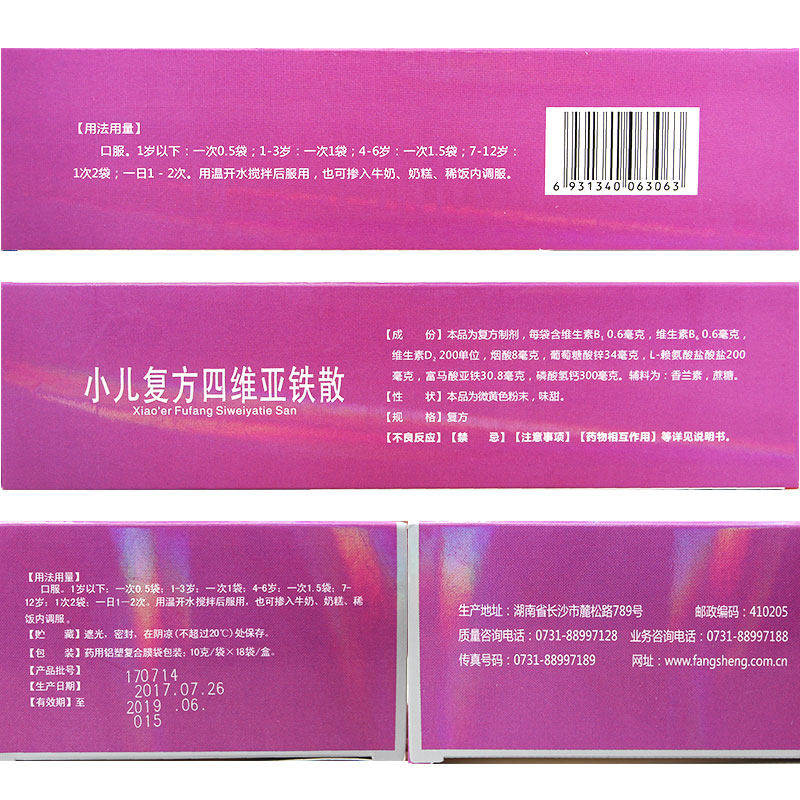 【用法用量】
口服。1岁以下：一次0.5袋；1-3岁：一次1袋；4-6岁：一次1.5袋；7-12岁：
1次2袋；一日1 - 2次。用温开水搅拌后服用，也可掺入牛奶、奶糕、稀饭内调服。
6 931340 063063
小儿复方四维亚铁散
Xiao'er Fufang Siweiyatie San
【成 份】本品为复方制剂，每袋含维生素B₁ 0.6毫克，维生素B₂ 0.6毫克，
维生素D₂ 200单位，烟酸8毫克，葡萄糖酸锌34毫克，L-赖氨酸盐酸盐200
毫克，富马酸亚铁30.8毫克，磷酸氢钙300毫克。辅料为：香兰素，蔗糖。
【性 状】本品为微黄色粉末，味甜。
【规 格】复方
【不良反应】【禁 忌】【注意事项】【药物相互作用】等详见说明书。
【用法用量】
口服。1岁以下：一次0.5袋；1-3岁：一次1袋；4-6岁：一次1.5袋；7-
12岁：1次2袋；一日1—2次。用温开水搅拌后服用，也可掺入牛奶、奶糕、稀
饭内调服。
【贮 藏】遮光，密封，在阴凉(不超过20℃)处保存。
【包 装】药用铝塑复合膜袋包装：10克/袋×18袋/盒。
【产品批号】 170714
【生产日期】 2017.07.26
【有效期】至 2019 .06.
015
生产地址：湖南省长沙市麓松路789号 邮政编码：410205
质量咨询电话：0731-88997128 业务咨询电话：0731-88997188
传真号码：0731-88997189 网址：www.fangsheng.com.cn